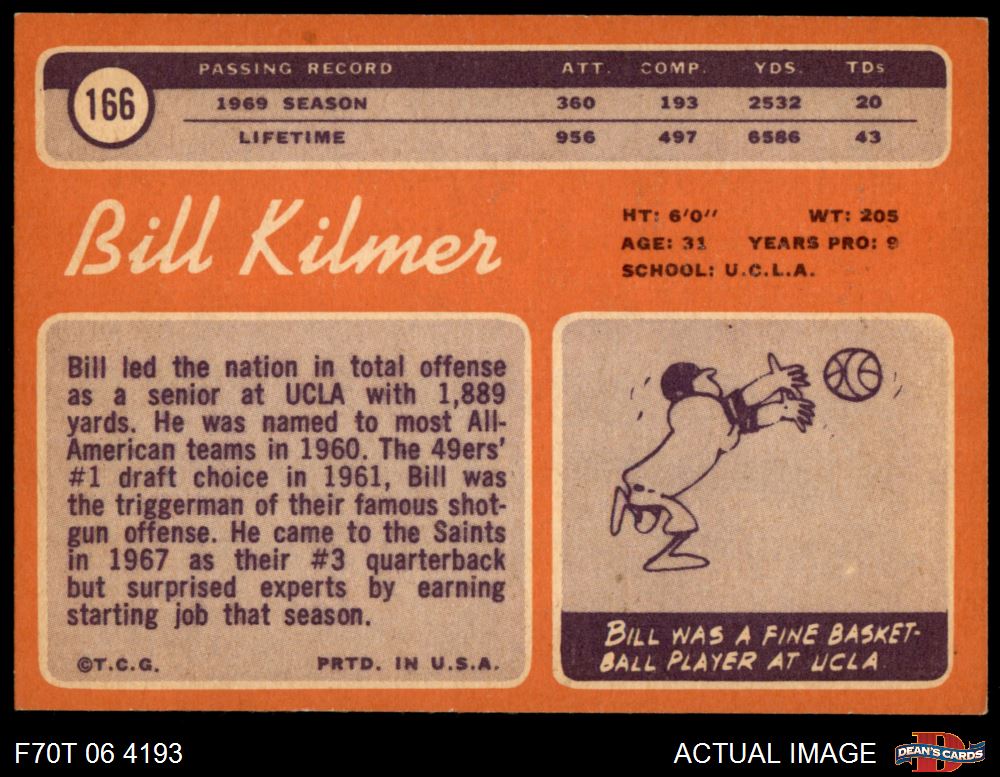 166
PASSING RECORD ATT. COMP. YDS. TDs
1969 SEASON 360 193 2532 20
LIFETIME 956 497 6586 43
Bill Kilmer
HT: 6'0" WT: 205
AGE: 31 YEARS PRO: 9
SCHOOL: U.C.L.A.
Bill led the nation in total offense
as a senior at UCLA with 1,889
yards. He was named to most All-
American teams in 1960. The 49ers'
#1 draft choice in 1961, Bill was
the triggerman of their famous shot-
gun offense. He came to the Saints
in 1967 as their #3 quarterback
but surprised experts by earning
starting job that season.
©T.C.G. PRTD. IN U.S.A.
BILL WAS A FINE BASKET-
BALL PLAYER AT UCLA
F70T 06 4193 ACTUAL IMAGE
D
DEAN'S CARDS